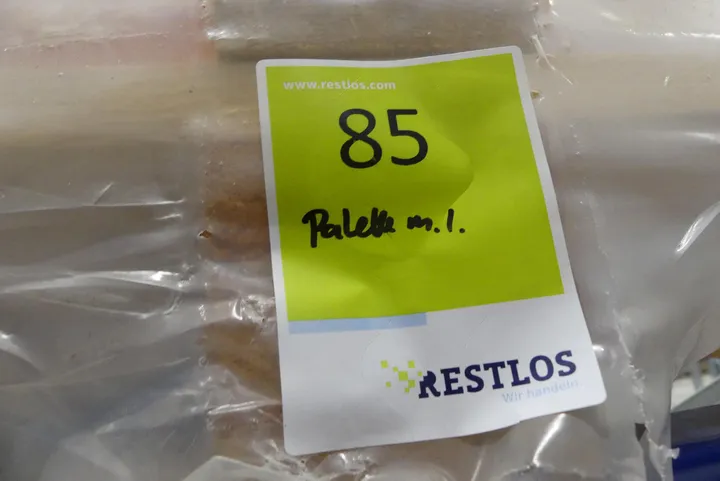 www.restlos.com
85
Palette m.I.
RESTLOS
Wir handeln